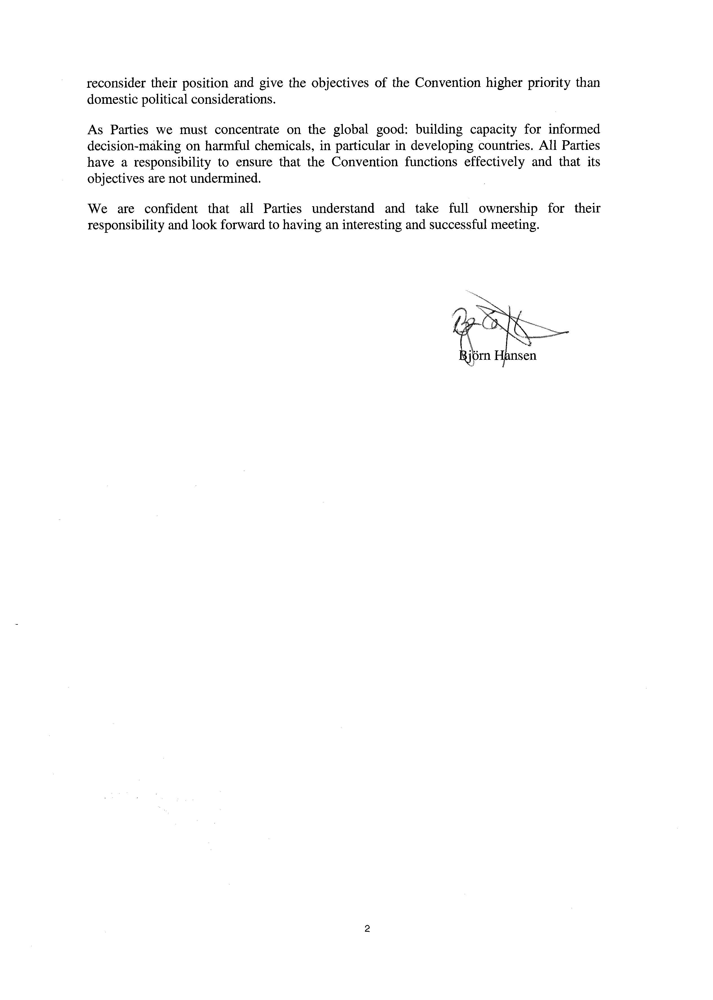 reconsider their position and give the objectives of the Convention higher priority than
domestic political considerations.
As Parties we must concentrate on the global good: building capacity for informed
decision-making on harmful chemicals, in particular in developing countries. All Parties
have a responsibility to ensure that the Convention functions effectively and that its
objectives are not undermined.
We are confident that all Parties understand and take full ownership for their
responsibility and look forward to having an interesting and successful meeting.
Björn Hansen
2